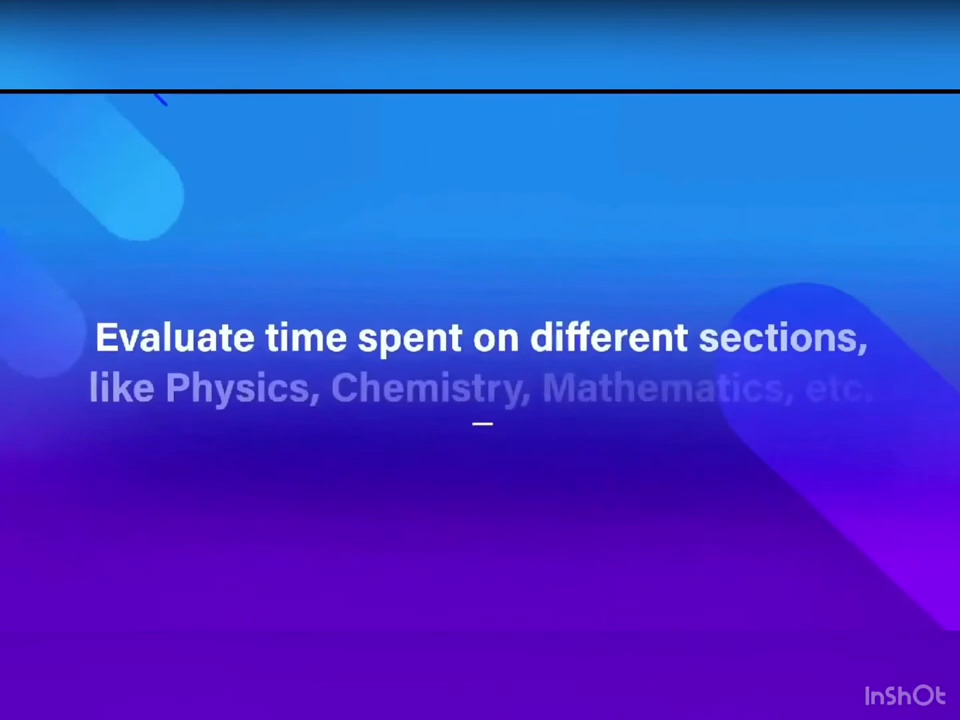 Evaluate time spent on different sections,
like Physics, Chemistry, Mathematics, etc.
InShOt